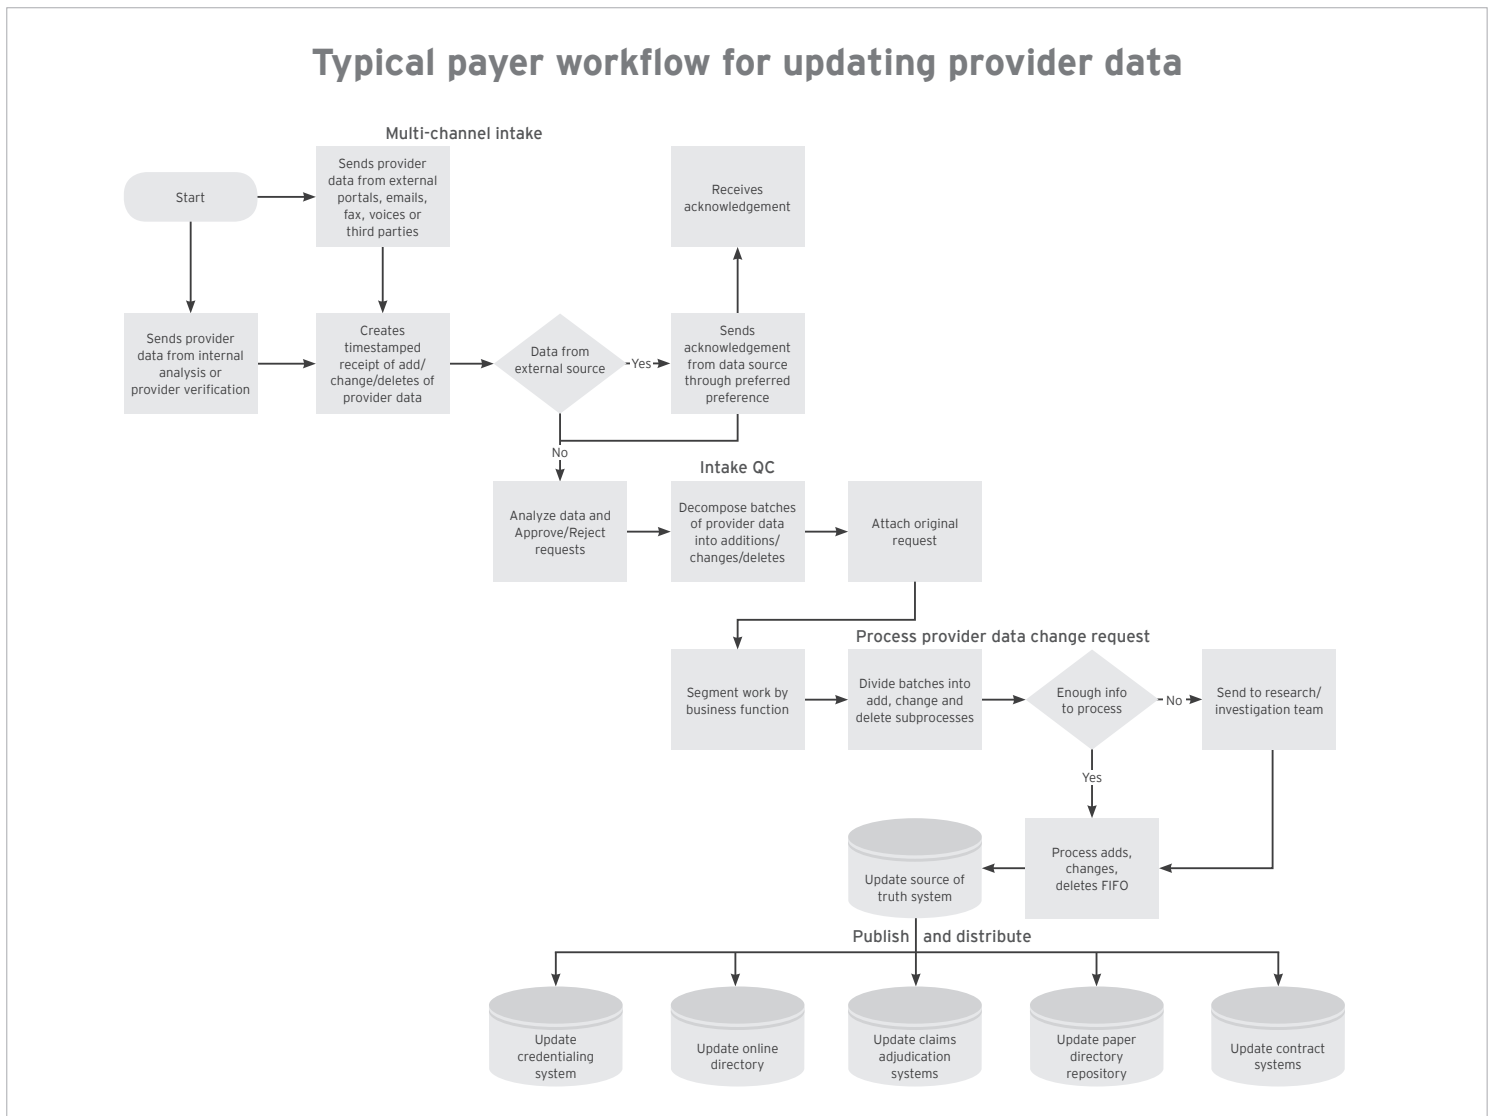 Typical payer workflow for updating provider data
Multi-channel intake
Start
Sends provider
data from external
portals, emails,
fax, voices or
third parties
Receives
acknowledgement
Sends provider
data from internal
analysis or
provider verification
Creates
timestamped
receipt of add/
change/deletes of
provider data
Data from
external source
Yes
Sends
acknowledgement
from data source
through preferred
preference
No
Intake QC
Analyze data and
Approve/Reject
requests
Decompose batches
of provider data
into additions/
changes/deletes
Attach original
request
Process provider data change request
Segment work by
business function
Divide batches into
add, change and
delete subprocesses
Enough info
to process
No
Send to research/
investigation team
Yes
Update source of
truth system
Process adds,
changes,
deletes FIFO
Publish and distribute
Update
credentialing
system
Update online
directory
Update claims
adjudication
systems
Update paper
directory
repository
Update contract
systems